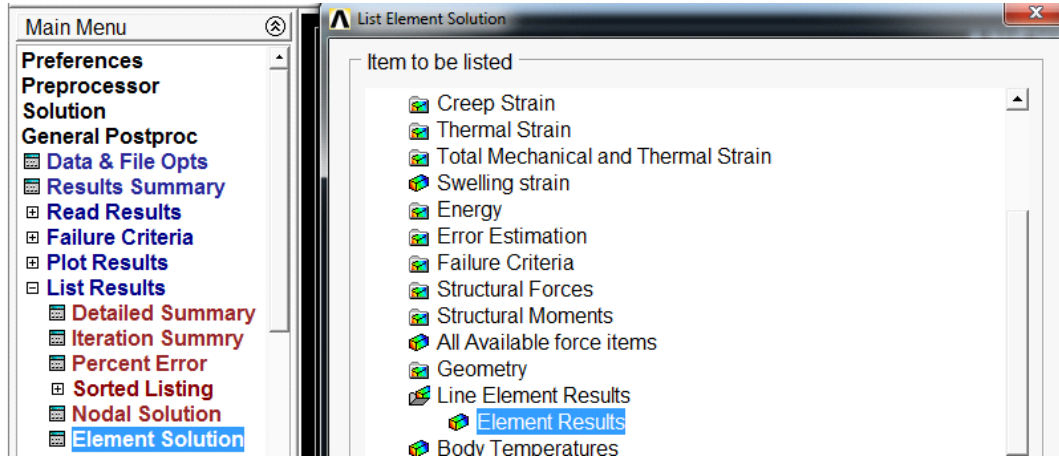 Main Menu
Preferences
Preprocessor
Solution
General Postproc
Data & File Opts
Results Summary
Read Results
Failure Criteria
Plot Results
List Results
Detailed Summary
Iteration Summry
Percent Error
Sorted Listing
Nodal Solution
Element Solution
List Element Solution
Item to be listed
Creep Strain
Thermal Strain
Total Mechanical and Thermal Strain
Swelling strain
Energy
Error Estimation
Failure Criteria
Structural Forces
Structural Moments
All Available force items
Geometry
Line Element Results
Element Results
Body Temperatures